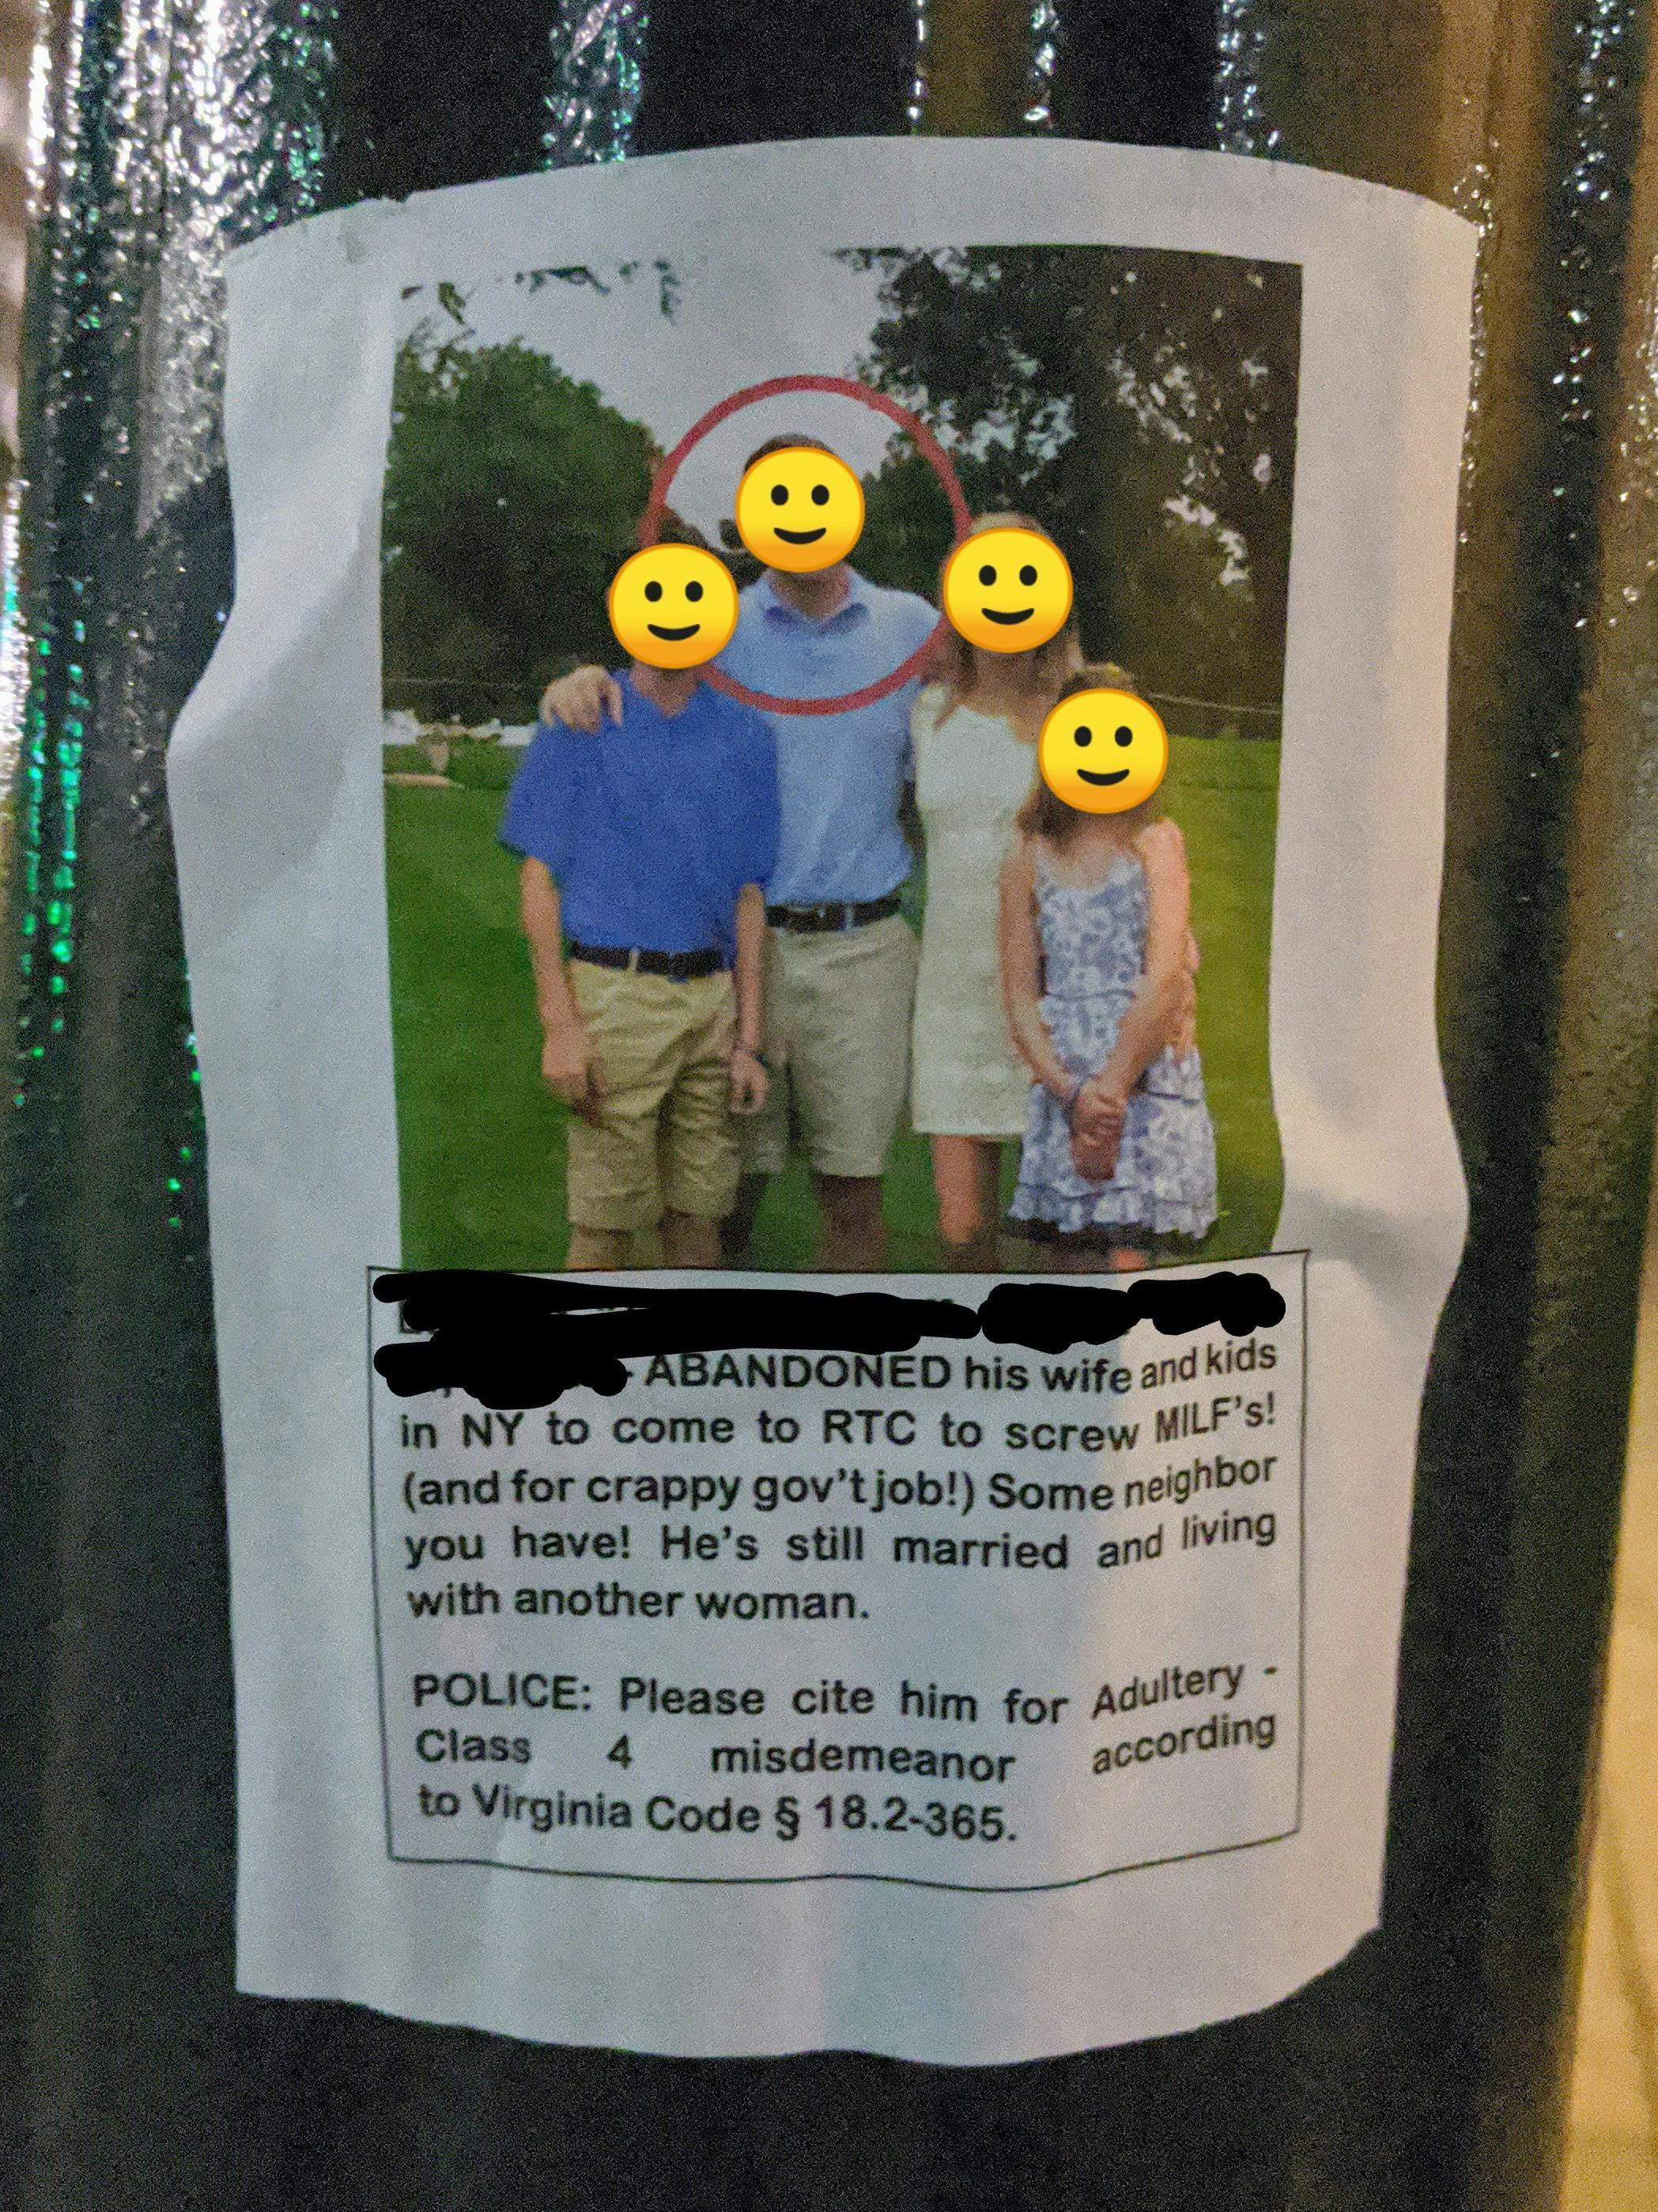 ABANDONED his wife and kids
in NY to come to RTC to screw MILF's!
(and for crappy gov't job!) Some neighbor
you have! He's still married and living
with another woman.
POLICE: Please cite him for Adultery -
Class 4 misdemeanor according
to Virginia Code § 18.2-365.